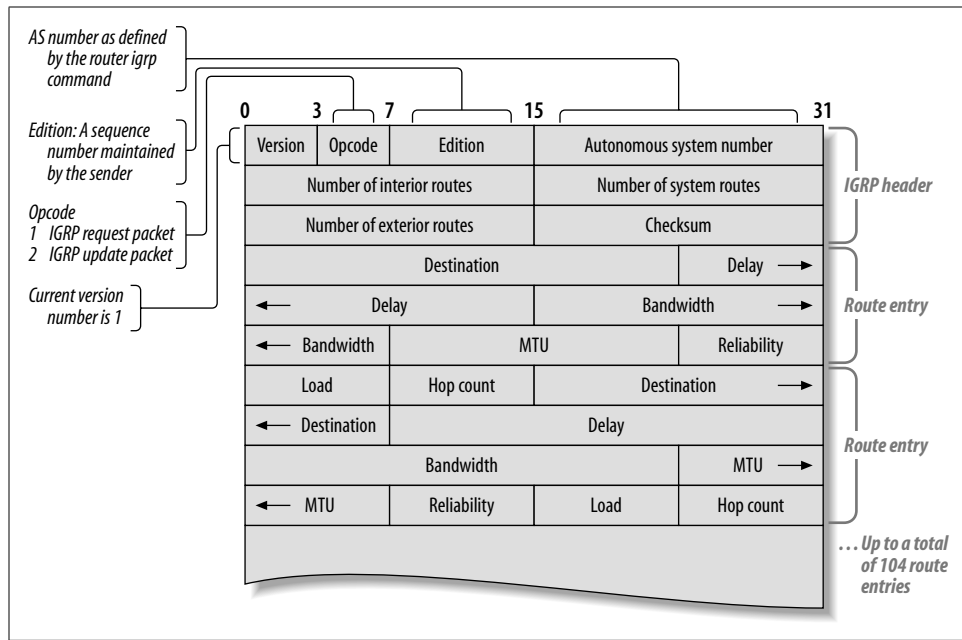 AS number as defined
by the router igrp
command
Edition: A sequence
number maintained
by the sender
Opcode
1 IGRP request packet
2 IGRP update packet
Current version
number is 1
0 3 7 15 31
Version Opcode Edition Autonomous system number
Number of interior routes Number of system routes
Number of exterior routes Checksum
Destination Delay
Delay Bandwidth
Bandwidth MTU Reliability
Load Hop count Destination
Destination Delay
Bandwidth MTU
MTU Reliability Load Hop count
IGRP header
Route entry
Route entry
... Up to a total
of 104 route
entries